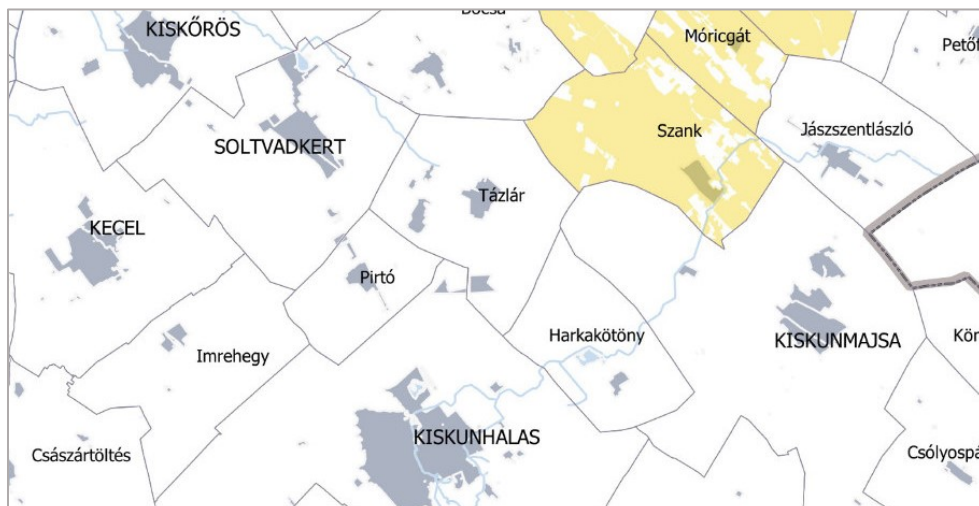 KISKŐRÖS
Móricgát
SOLTVADKERT
Szank
Jászszentlászló
Tázlár
KECEL
Pirtó
Imrehegy
Harkakötöny
KISKUNMAJSA
Császártöltés
KISKUNHALAS